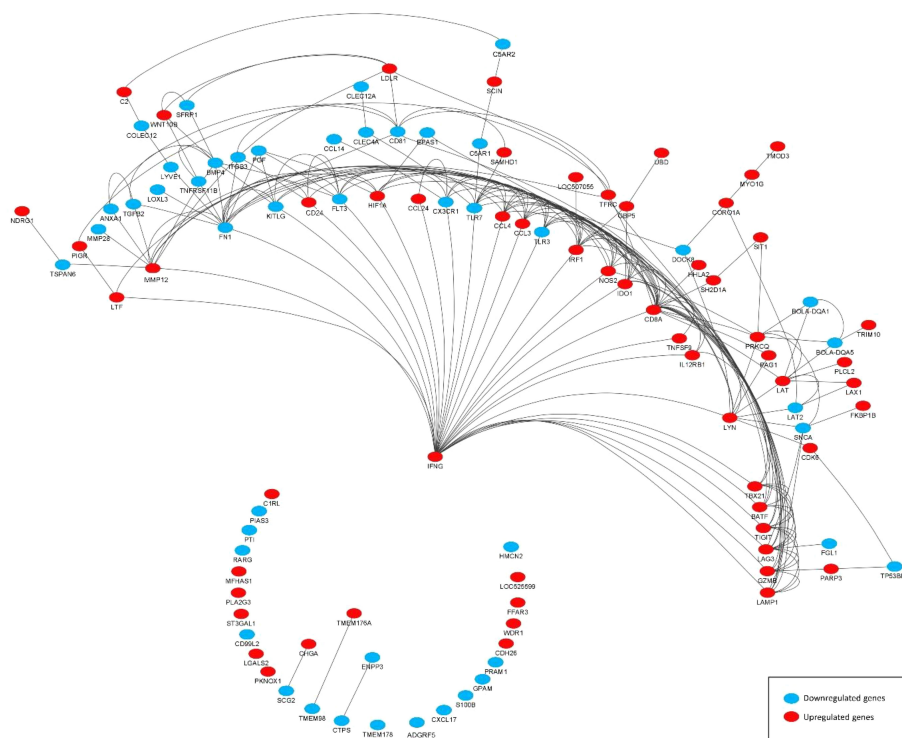 C5AR2
LDLR
SCIN
C2
CLEC12A
SFRP1
WNT10B
COLEC12
CCL14
CLEC4A
CD81
EPAS1
C5AR1
SAMHD1
OBD
TMOD3
MYO1G
LYVE1
BMP4
ITGB3
PGF
LOC507055
TNFRSF11B
LOXL3
TFRC
GBP5
CORO1A
NDRG1
ANXA1
TGFB2
KITLG
CD24
FLT3
HIF1A
CCL24
CX3CR1
TLR7
CCL4
CCL3
TLR3
MMP28
FN1
PIGR
IRF1
DOCK8
SIT1
TSPAN6
MMP12
NOS2
IDO1
HHLA2
SH2D1A
LTF
CD8A
BOLA-DQA1
TNFSF9
IL12RB1
PRKCQ
PAG1
BOLA-DQA5
TRIM10
PLCL2
LAT
LAX1
LAT2
FKBP1B
LYN
SNCA
CDK6
IFNG
TBX21
BATF
TIGIT
LAG3
FGL1
GZMB
PARP3
LAMP1
C1RL
PIAS3
PTI
RARG
MFHAS1
PLA2G3
ST3GAL1
CD99L2
LGALS2
PKNOX1
CHGA
SCG2
TMEM176A
TMEM98
ENPP3
CTPS
TMEM178
ADGRF5
CXCL17
S100B
GPAM
PRAM1
CDH26
WDR1
FFAR3
LOC525599
HMCN2
Downregulated genes
Upregulated genes